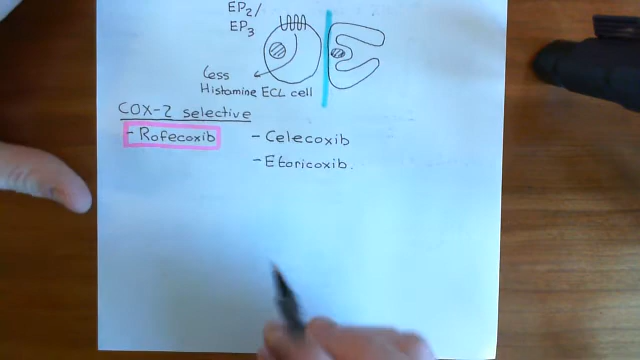 EP2/
EP3
Less
Histamine ECL cell
COX-2 selective
- Rofecoxib
- Celecoxib
- Etoricoxib.